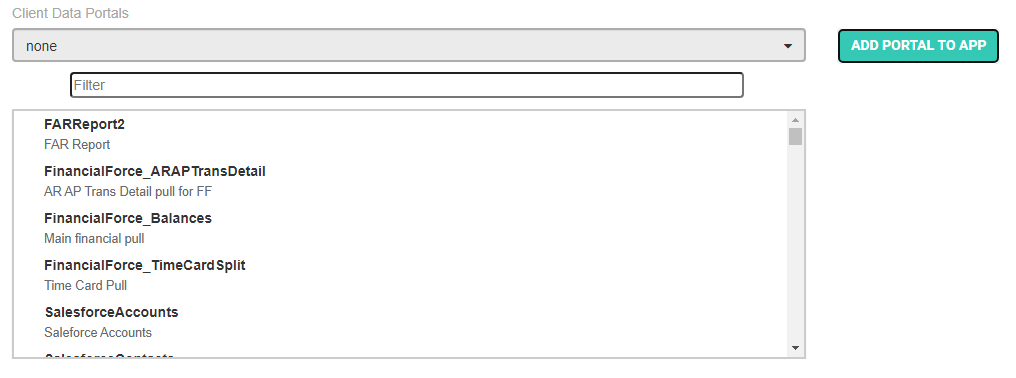 Client Data Portals
none
ADD PORTAL TO APP
Filter
FARReport2
FAR Report
FinancialForce_ARAPTransDetail
AR AP Trans Detail pull for FF
FinancialForce_Balances
Main financial pull
FinancialForce_TimeCardSplit
Time Card Pull
SalesforceAccounts
Saleforce Accounts